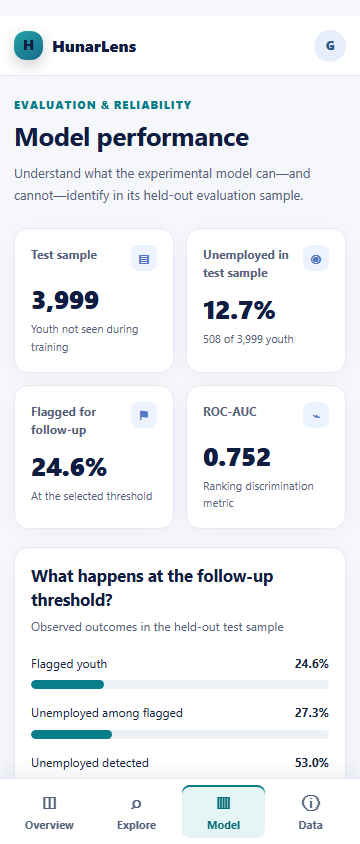 H HunarLens G
EVALUATION & RELIABILITY
Model performance
Understand what the experimental model can—and
cannot—identify in its held-out evaluation sample.
Test sample
3,999
Youth not seen during
training
Unemployed in
test sample
12.7%
508 of 3,999 youth
Flagged for
follow-up
24.6%
At the selected threshold
ROC-AUC
0.752
Ranking discrimination
metric
What happens at the follow-up
threshold?
Observed outcomes in the held-out test sample
Flagged youth 24.6%
Unemployed among flagged 27.3%
Unemployed detected 53.0%
Overview Explore Model Data